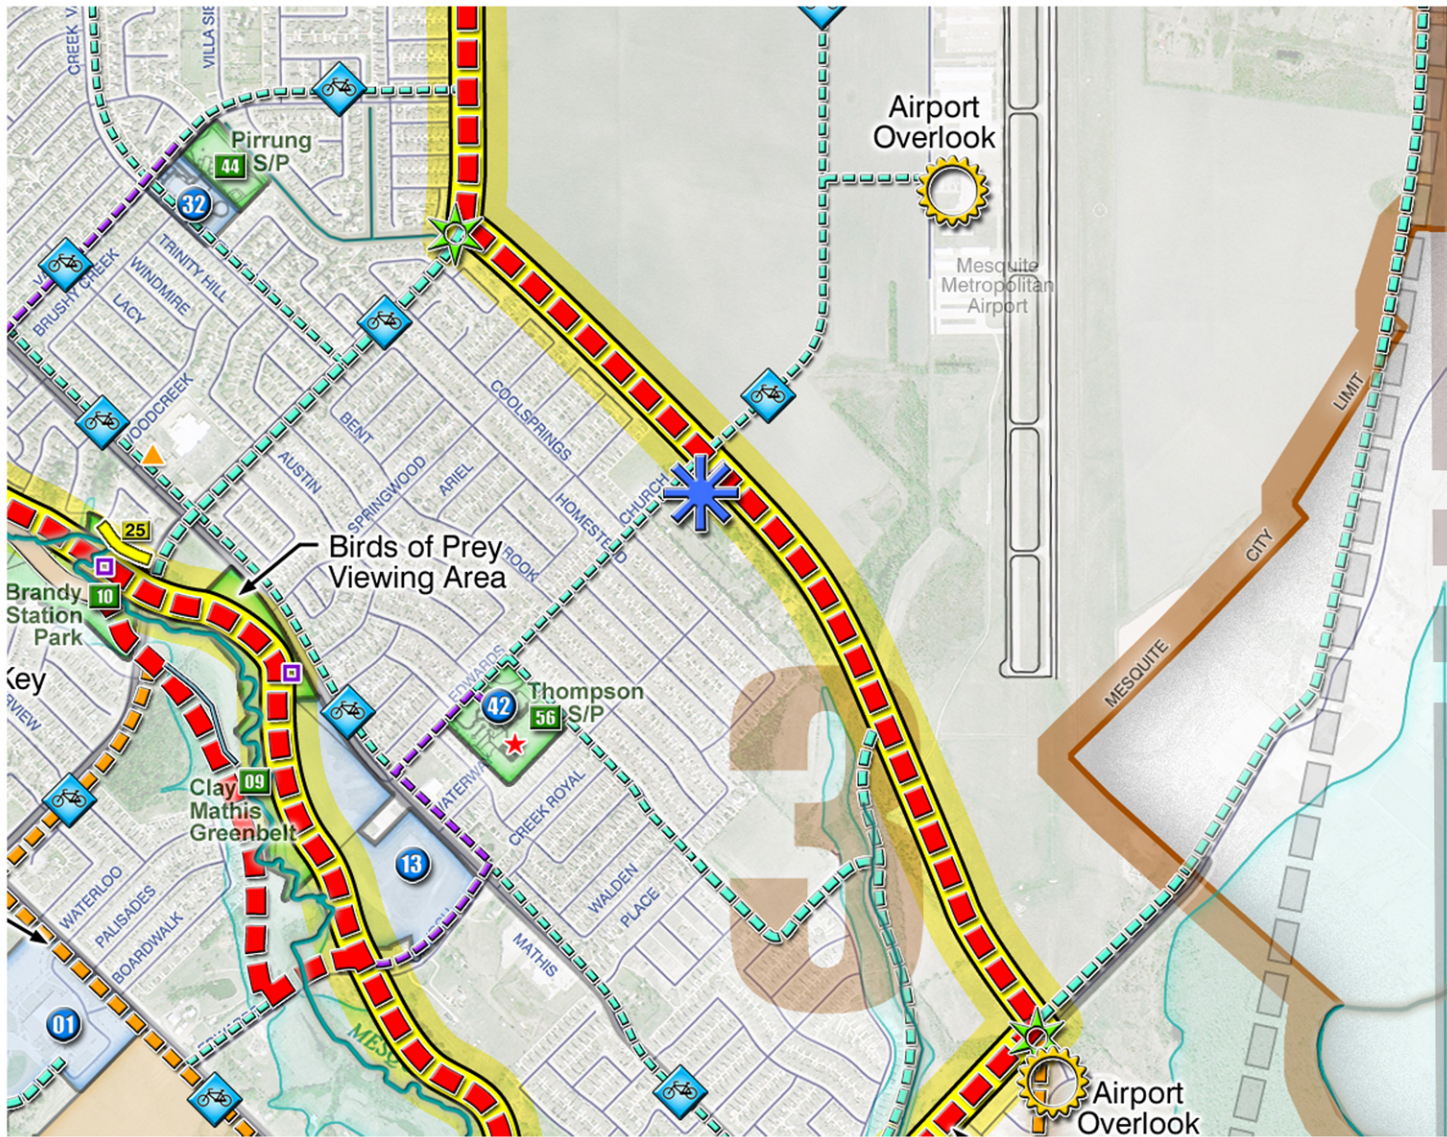 CREEK
VILLA
Pirrung
S/P
44
32
Airport
Overlook
Mesquite
Metropolitan
Airport
BRUSHY CREEK
TRINITY HILL
WINDMIRE
LACY
WOODCREEK
BENT
AUSTIN
SPRINGWOOD
ARIEL
COOLSPRINGS
HOMESTEAD
CHURCH
LIMIT
CITY
MESQUITE
25
Birds of Prey
Viewing Area
Brandy
Station
Park
10
ROOK
EDWARDS
42
Thompson
S/P
56
Key
RVIEW
Clay
Mathis
Greenbelt
09
CREEK ROYAL
3
13
WALDEN
PLACE
MATHIS
WATERLOO
PALISADES
BOARDWALK
01
MES
Airport
Overlook